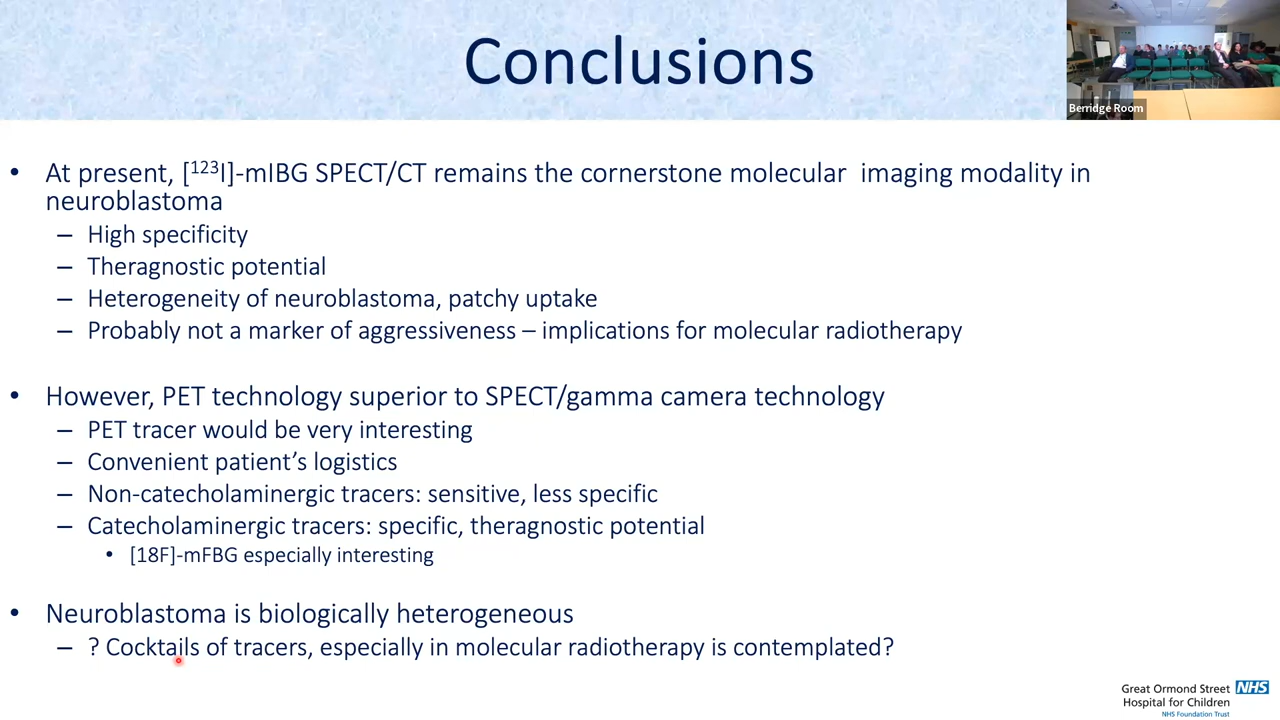 Conclusions
Berridge Room
• At present, [¹²³I]-mIBG SPECT/CT remains the cornerstone molecular imaging modality in
neuroblastoma
– High specificity
– Theragnostic potential
– Heterogeneity of neuroblastoma, patchy uptake
– Probably not a marker of aggressiveness – implications for molecular radiotherapy
• However, PET technology superior to SPECT/gamma camera technology
– PET tracer would be very interesting
– Convenient patient’s logistics
– Non-catecholaminergic tracers: sensitive, less specific
– Catecholaminergic tracers: specific, theragnostic potential
• [18F]-mFBG especially interesting
• Neuroblastoma is biologically heterogeneous
– ? Cocktails of tracers, especially in molecular radiotherapy is contemplated?
Great Ormond Street NHS
Hospital for Children
NHS Foundation Trust